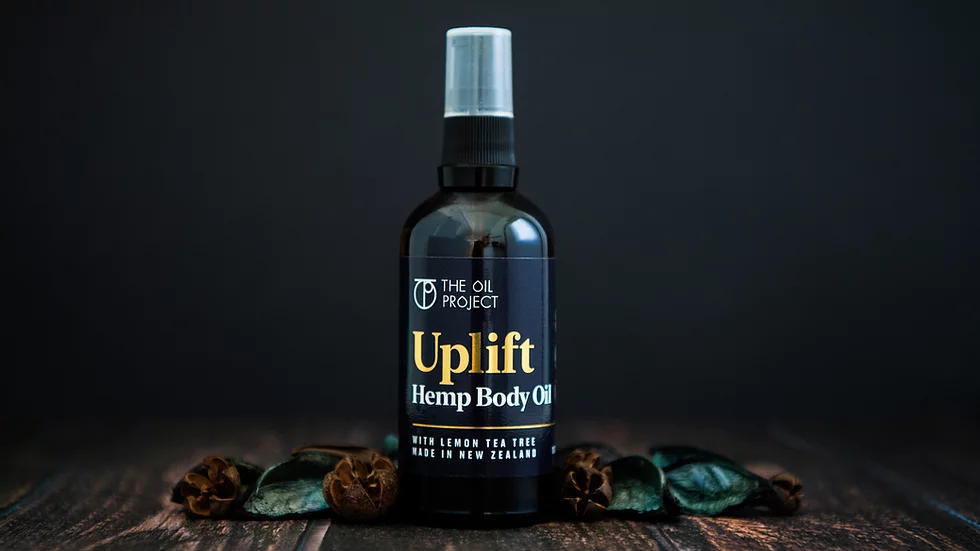 THE OIL
PROJECT
Uplift
Hemp Body Oil
WITH LEMON TEA TREE
MADE IN NEW ZEALAND